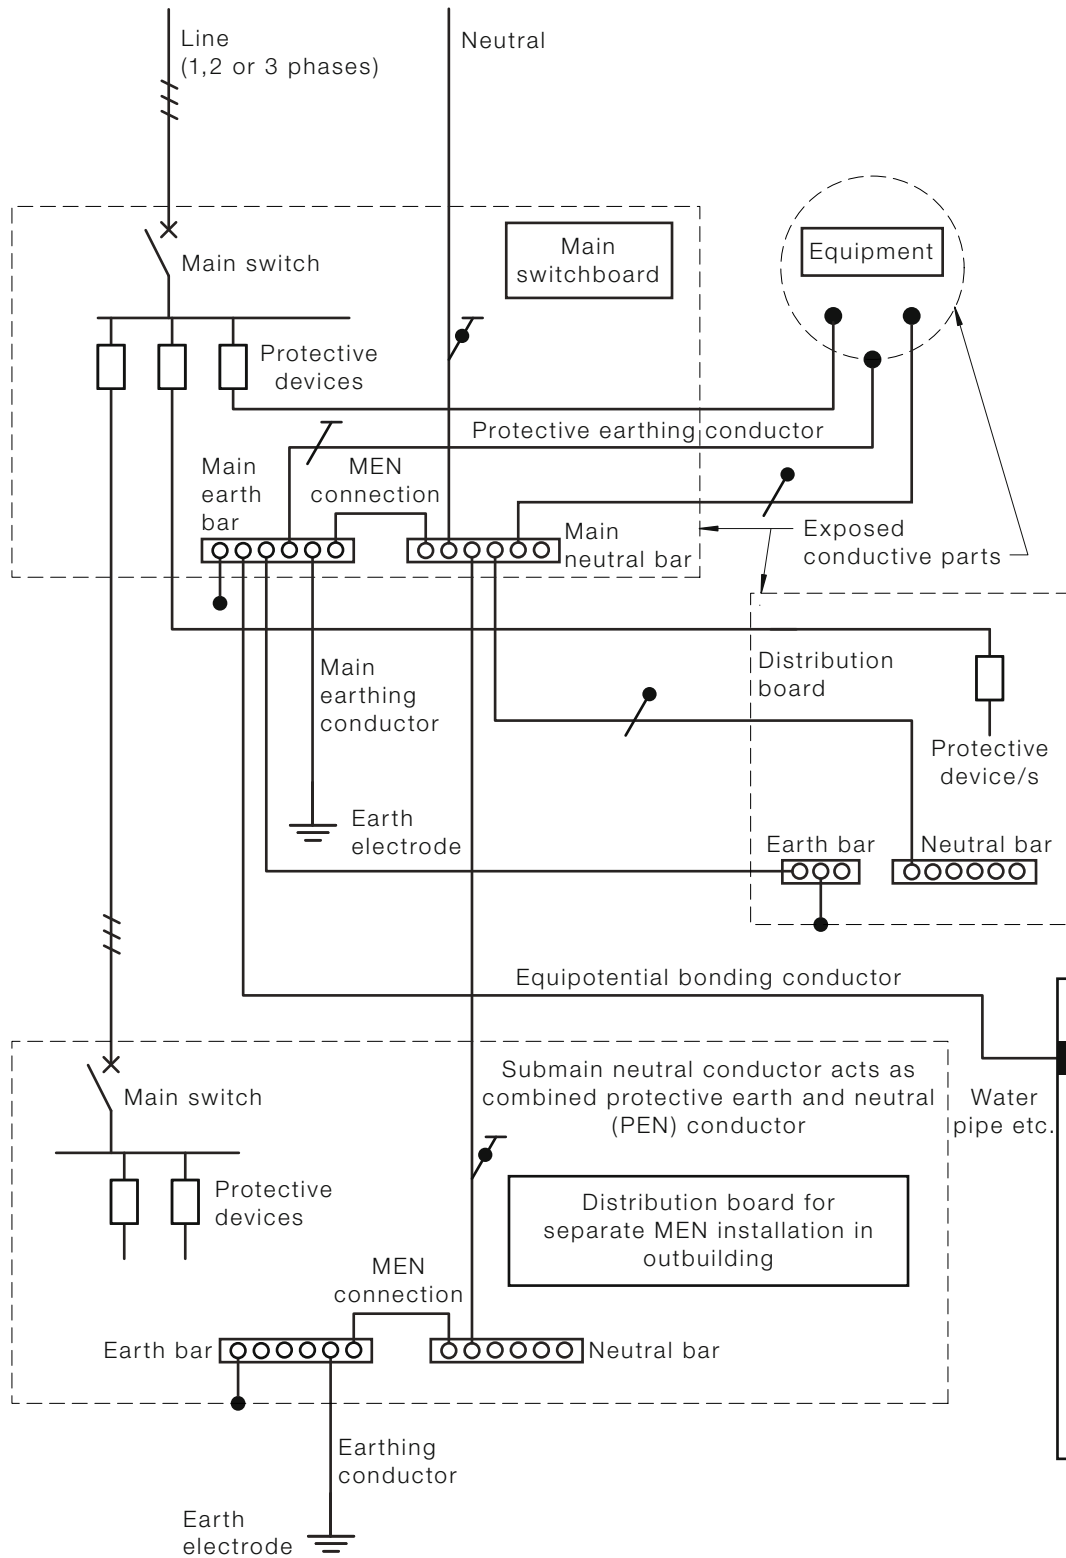 Line
(1,2 or 3 phases)
Neutral
Main
switchboard
Equipment
Main switch
Protective
devices
Protective earthing conductor
Main
earth
bar
MEN
connection
Main
neutral bar
Exposed
conductive parts
Main
earthing
conductor
Distribution
board
Protective
device/s
Earth
electrode
Earth bar
Neutral bar
Equipotential bonding conductor
Main switch
Submain neutral conductor acts as
combined protective earth and neutral
(PEN) conductor
Water
pipe etc.
Protective
devices
Distribution board for
separate MEN installation in
outbuilding
MEN
connection
Earth bar
Neutral bar
Earthing
conductor
Earth
electrode